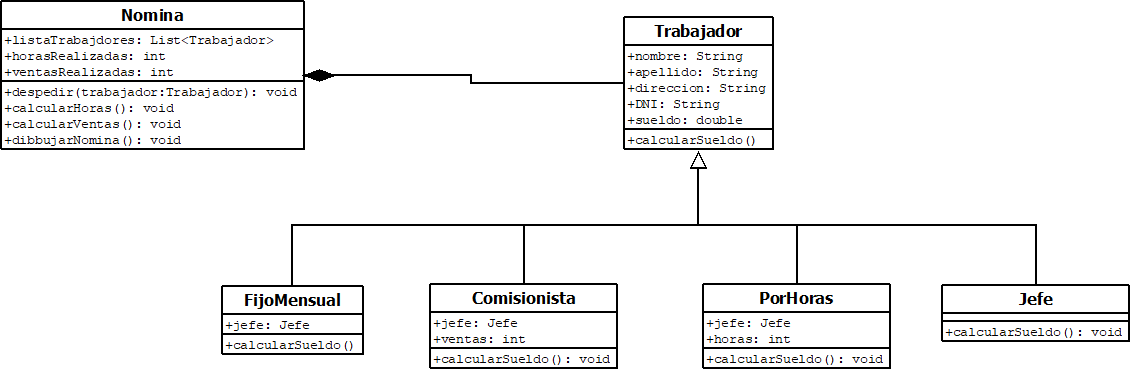 Nomina
+listaTrabajdores: List<Trabajador>
+horasRealizadas: int
+ventasRealizadas: int
+despedir(trabajador:Trabajador): void
+calcularHoras(): void
+calcularVentas(): void
+dibbujarNomina(): void
Trabajador
+nombre: String
+apellido: String
+direccion: String
+DNI: String
+sueldo: double
+calcularSueldo()
FijoMensual
+jefe: Jefe
+calcularSueldo()
Comisionista
+jefe: Jefe
+ventas: int
+calcularSueldo(): void
PorHoras
+jefe: Jefe
+horas: int
+calcularSueldo(): void
Jefe
+calcularSueldo(): void